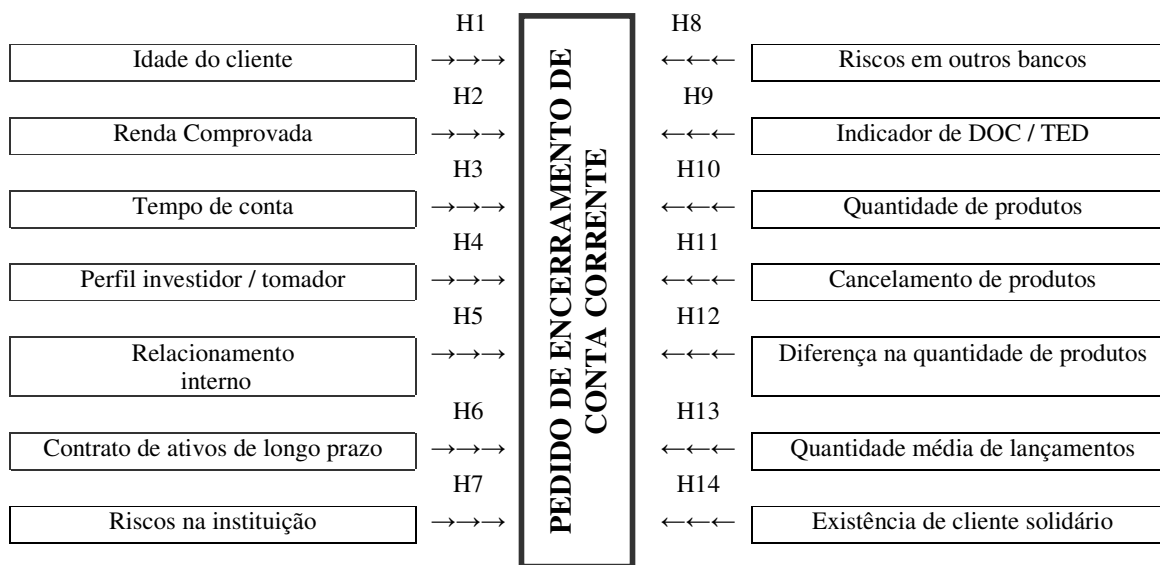 H1 H8
Idade do cliente →→→ ←←← Riscos em outros bancos
H2 H9
Renda Comprovada →→→ ←←← Indicador de DOC / TED
H3 H10
Tempo de conta →→→ ←←← Quantidade de produtos
H4 H11
Perfil investidor / tomador →→→ ←←← Cancelamento de produtos
H5 H12
Relacionamento →→→ ←←← Diferença na quantidade de produtos
interno
H6 H13
Contrato de ativos de longo prazo →→→ ←←← Quantidade média de lançamentos
H7 H14
Riscos na instituição →→→ ←←← Existência de cliente solidário
PEDIDO DE ENCERRAMENTO DE
CONTA CORRENTE